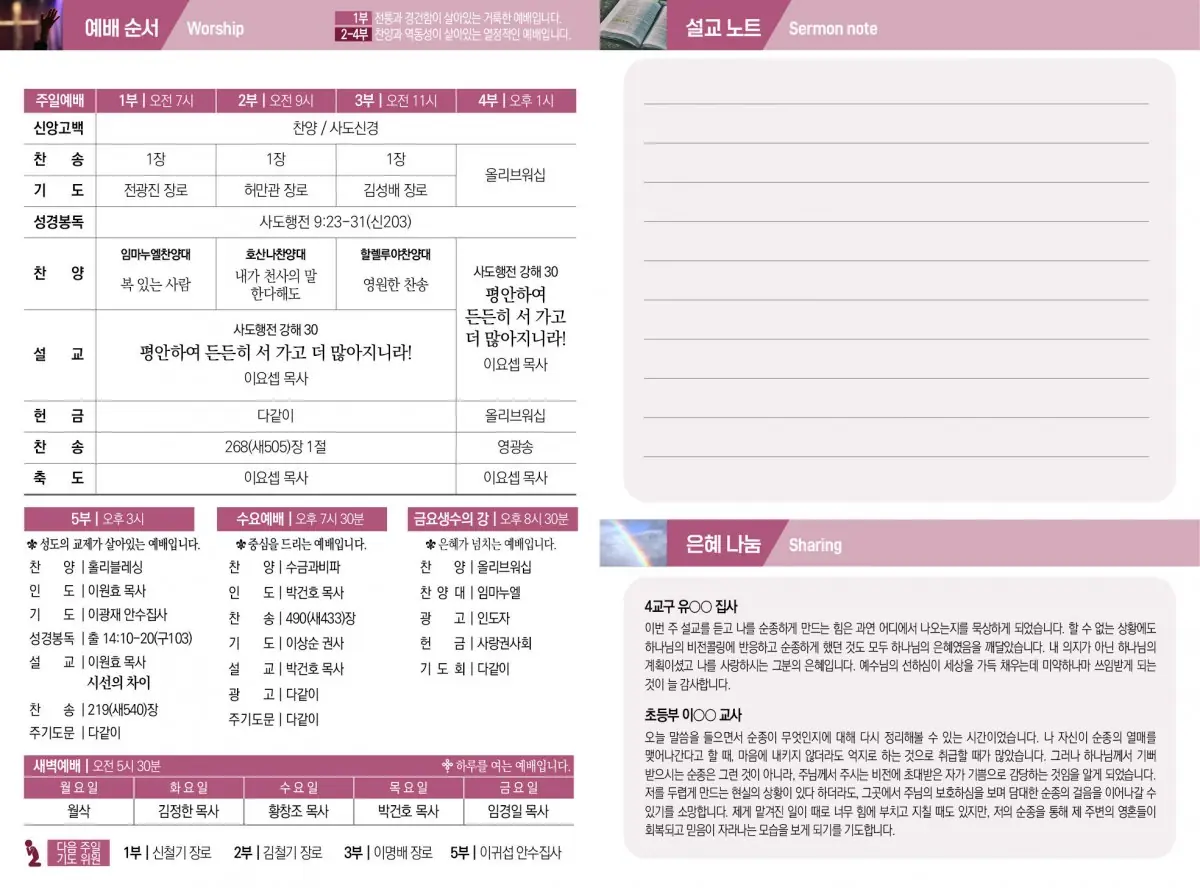 예배 순서 Worship
1부 전통과 경건함이 살아있는 거룩한 예배입니다.
2-4부 찬양과 역동성이 살아있는 열정적인 예배입니다.
주일예배 1부 | 오전 7시 2부 | 오전 9시 3부 | 오전 11시 4부 | 오후 1시
신앙고백 찬양 / 사도신경
찬 송 1장 1장 1장
올리브워십
기 도 전광진 장로 허만관 장로 김성배 장로
성경봉독 사도행전 9:23-31(신203)
찬 양
임마누엘찬양대 호산나찬양대 할렐루야찬양대
복 있는 사람 내가 천사의 말 영원한 찬송
한다해도
사도행전 강해 30
평안하여
든든히 서 가고
더 많아지니라!
이요셉 목사
설 교
사도행전 강해 30
평안하여 든든히 서 가고 더 많아지니라!
이요셉 목사
헌 금 다같이 올리브워십
찬 송 268(새505)장 1절 영광송
축 도 이요셉 목사 이요셉 목사
5부 | 오후 3시
성도의 교제가 살아있는 예배입니다.
찬 양 | 홀리블레싱
인 도 | 이원효 목사
기 도 | 이광재 안수집사
성경봉독 | 출 14:10-20(구103)
설 교 | 이원효 목사
시선의 차이
찬 송 | 219(새540)장
주기도문 | 다같이
수요예배 | 오후 7시 30분
중심을 드리는 예배입니다.
찬 양 | 수금과비파
인 도 | 박건호 목사
찬 송 | 490(새433)장
기 도 | 이상순 권사
설 교 | 박건호 목사
광 고 | 다같이
주기도문 | 다같이
금요생수의 강 | 오후 8시 30분
은혜가 넘치는 예배입니다.
찬 양 | 올리브워십
찬 양 대 | 임마누엘
광 고 | 인도자
헌 금 | 사랑권사회
기 도 회 | 다같이
새벽예배 | 오전 5시 30분 하루를 여는 예배입니다.
월 요 일 화 요 일 수 요 일 목 요 일 금 요 일
월삭 김정한 목사 황창조 목사 박건호 목사 임경일 목사
다음 주일
기도 위원
1부 | 신철기 장로 2부 | 김철기 장로 3부 | 이명배 장로 5부 | 이귀섭 안수집사
설교 노트 Sermon note
은혜 나눔 Sharing
4교구 유○○ 집사
이번 주 설교를 듣고 나를 순종하게 만드는 힘은 과연 어디에서 나오는지를 묵상하게 되었습니다. 할 수 없는 상황에도
하나님의 비전콜링에 반응하고 순종하게 했던 것도 모두 하나님의 은혜였음을 깨달았습니다. 내 의지가 아닌 하나님의
계획이셨고 나를 사랑하시는 그분의 은혜입니다. 예수님의 선하심이 세상을 가득 채우는데 미약하나마 쓰임받게 되는
것이 늘 감사합니다.
초등부 이○○ 교사
오늘 말씀을 들으면서 순종이 무엇인지에 대해 다시 정리해볼 수 있는 시간이었습니다. 나 자신이 순종의 열매를
맺어나간다고 할 때, 마음에 내키지 않더라도 억지로 하는 것으로 취급할 때가 많았습니다. 그러나 하나님께서 기뻐
받으시는 순종은 그런 것이 아니라, 주님께서 주시는 비전에 초대받은 자가 기쁨으로 감당하는 것임을 알게 되었습니다.
저를 두렵게 만드는 현실의 상황이 있다 하더라도, 그곳에서 주님의 보호하심을 보며 담대한 순종의 걸음을 이어나갈 수
있기를 소망합니다. 제게 맡겨진 일이 때로 너무 힘에 부치고 지칠 때도 있지만, 저의 순종을 통해 제 주변의 영혼들이
회복되고 믿음이 자라나는 모습을 보게 되기를 기도합니다.